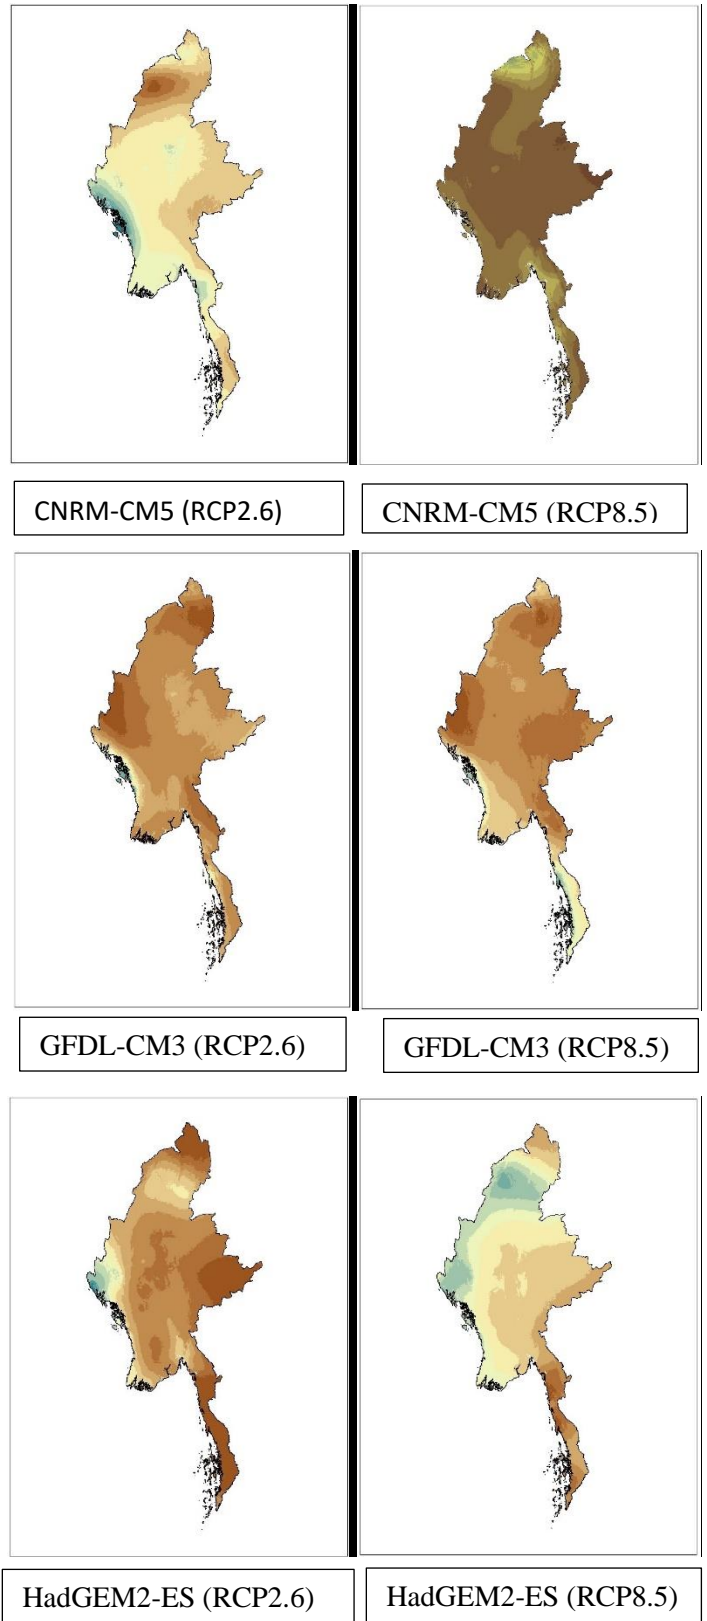 CNRM-CM5 (RCP2.6)
CNRM-CM5 (RCP8.5)
GFDL-CM3 (RCP2.6)
GFDL-CM3 (RCP8.5)
HadGEM2-ES (RCP2.6)
HadGEM2-ES (RCP8.5)